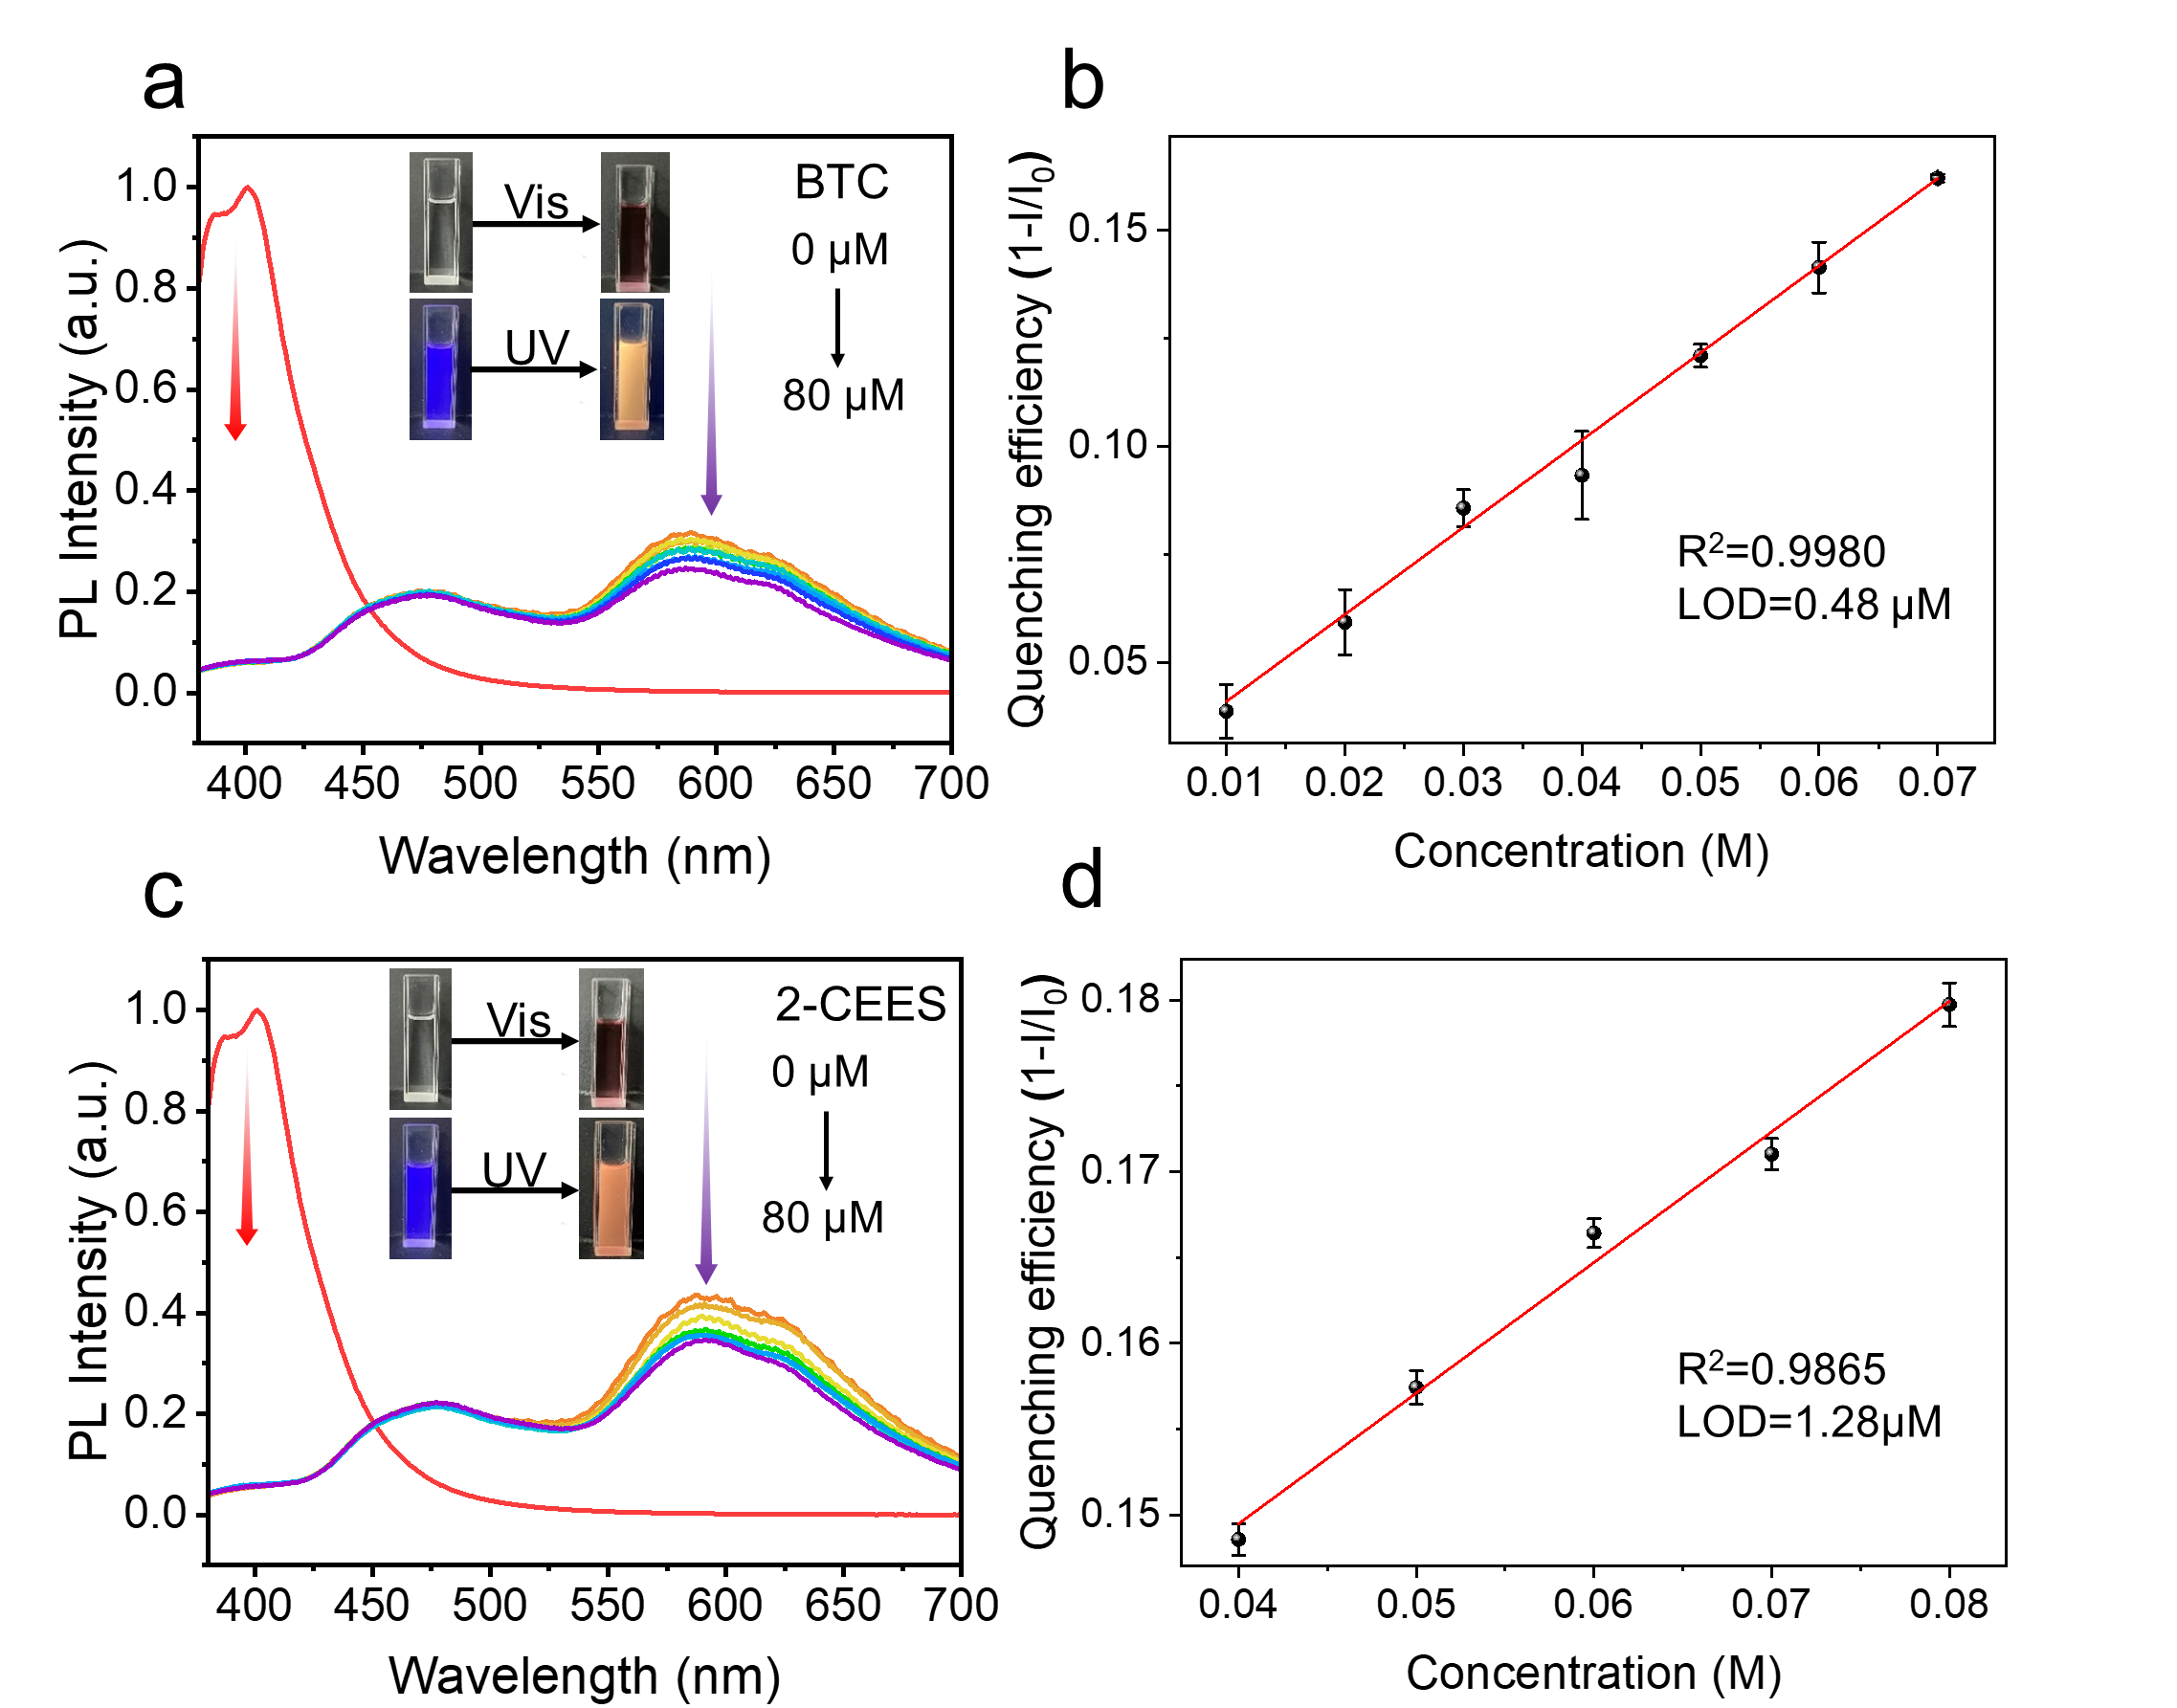 a
PL Intensity (a.u.)
1.0
0.8
0.6
0.4
0.2
0.0
400 450 500 550 600 650 700
Wavelength (nm)
Vis
UV
BTC
0 μM
80 μM
b
Quenching efficiency (1-I/I₀)
0.15
0.10
0.05
0.01 0.02 0.03 0.04 0.05 0.06 0.07
Concentration (M)
R²=0.9980
LOD=0.48 μM
c
PL Intensity (a.u.)
1.0
0.8
0.6
0.4
0.2
0.0
400 450 500 550 600 650 700
Wavelength (nm)
Vis
UV
2-CEES
0 μM
80 μM
d
Quenching efficiency (1-I/I₀)
0.18
0.17
0.16
0.15
0.04 0.05 0.06 0.07 0.08
Concentration (M)
R²=0.9865
LOD=1.28μM